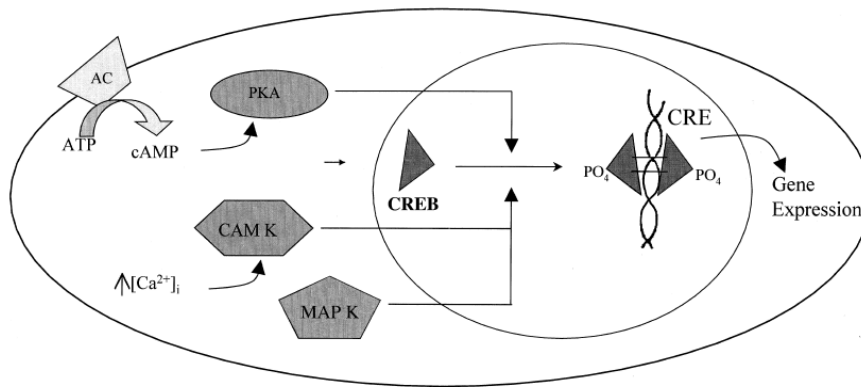 AC
PKA
ATP
cAMP
CRE
CREB
PO₄
PO₄
Gene
Expression
CAM K
↑[Ca²⁺]ᵢ
MAP K